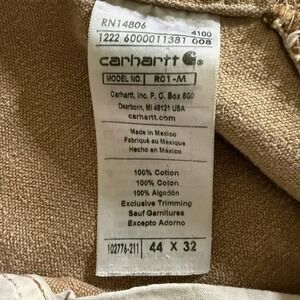 RN14806
4100
1222 6000011381 008
carhartt
MODEL NO. R01-M
Carhartt, Inc. P. O. Box 600
Dearborn, MI 48121 USA
carhartt.com
Made in Mexico
Fabriqué au Mexique
Hecho en México
100% Cotton
100% Coton
100% Algodón
Exclusive Trimming
Sauf Garnitures
Excepto Adorno
102776-211 44 X 32